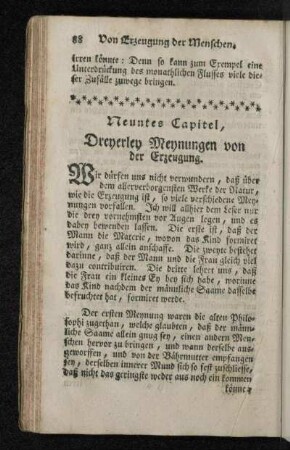 88 Von Erzeugung der Menschen.
irren könnte: Denn so kann zum Exempel eine
Unterdrückung des monathlichen Flusses viele die-
ser Zufälle zuwege bringen.
Neuntes Capitel,
Dreyerley Meynungen von
der Erzeugung.
Wir dürfen uns nicht verwundern, daß über
dem allerverborgensten Werke der Natur,
wie die Erzeugung ist, so viele verschiedene Mey-
nungen vorfallen. Ich will allhier dem Leser nur
die drey vornehmsten vor Augen legen, und es
dabey bewenden lassen. Die erste ist, daß der
Mann die Materie, wovon das Kind formiret
wird, ganz allein anschaffe. Die zweyte bestehet
darinne, daß der Mann und die Frau gleich viel
dazu contribuiren. Die dritte lehret uns, daß
die Frau ein kleines Ey bey sich habe, worinne
das Kind nachdem der männliche Saame dasselbe
befruchtet hat, formiret werde.
Der ersten Meynung waren die alten Philo-
sophi zugethan, welche glaubten, daß der männ-
liche Saame allein gnug sey, einen andern Men-
schen hervor zu bringen, und wann derselbe aus-
geworffen, und von der Bährmutter empfangen
sey, derselben innerer Mund sich so fest zuschliesse,
daß nicht das geringste weder aus noch ein kommen
könne,